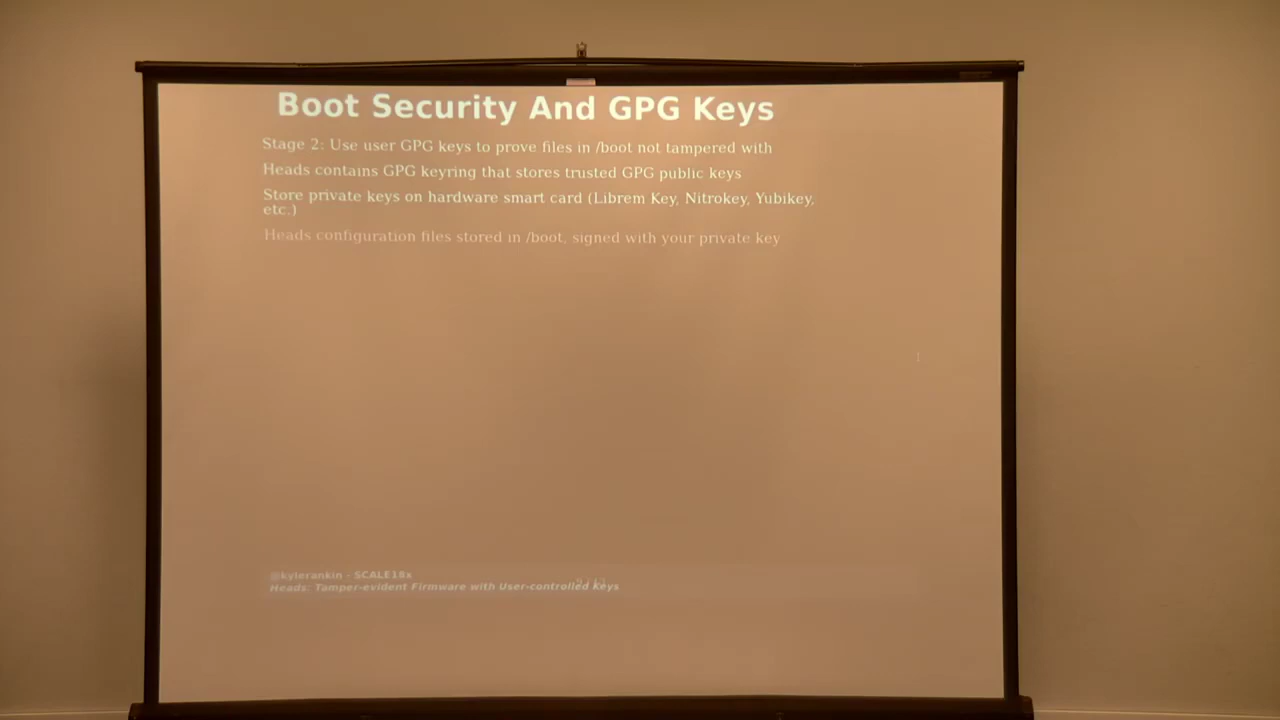 Boot Security And GPG Keys
Stage 2: Use user GPG keys to prove files in /boot not tampered with
Heads contains GPG keyring that stores trusted GPG public keys
Store private keys on hardware smart card (Librem Key, Nitrokey, Yubikey,
etc.)
Heads configuration files stored in /boot, signed with your private key
@kylerankin - SCALE18x
Heads: Tamper-evident Firmware with User-controlled Keys